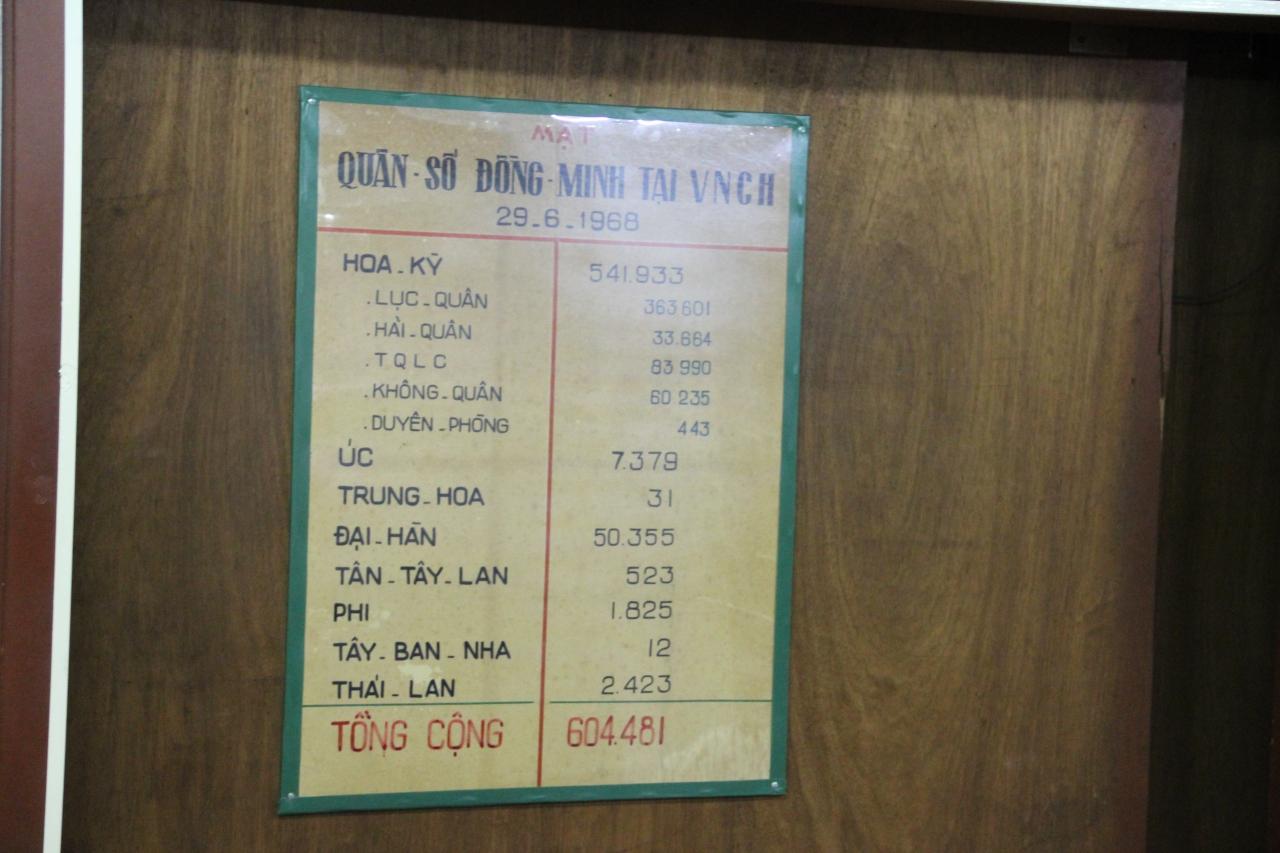 MẬT
QUÂN-SỐ ĐỒNG-MINH TẠI VNCH
29-6-1968
HOA-KỲ 541.933
.LỤC-QUÂN 363 601
.HẢI-QUÂN 33.664
.TQLC 83 990
.KHÔNG-QUÂN 60 235
.DUYÊN-PHÒNG 443
ÚC 7.379
TRUNG-HOA 31
ĐẠI-HÀN 50.355
TÂN-TÂY-LAN 523
PHI 1.825
TÂY-BAN-NHA 12
THÁI-LAN 2.423
TỔNG CỘNG 604.481